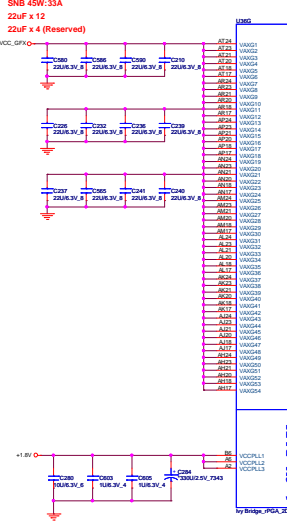 SNB 45W:33A
22uF x 12
22uF x 4 (Reserved)
VCC_GFX
U36G
C580
22U/6.3V_8
C586
22U/6.3V_8
C590
22U/6.3V_8
C210
22U/6.3V_8
C226
22U/6.3V_8
C232
22U/6.3V_8
C236
22U/6.3V_8
C239
22U/6.3V_8
C237
22U/6.3V_8
C565
22U/6.3V_8
C241
22U/6.3V_8
C240
22U/6.3V_8
AT24 VAXG1
AT23 VAXG2
AT21 VAXG3
AT20 VAXG4
AT18 VAXG5
AT17 VAXG6
AR24 VAXG7
AR23 VAXG8
AR21 VAXG9
AR20 VAXG10
AR18 VAXG11
AR17 VAXG12
AP24 VAXG13
AP23 VAXG14
AP21 VAXG15
AP20 VAXG16
AP18 VAXG17
AP17 VAXG18
AN24 VAXG19
AN23 VAXG20
AN21 VAXG21
AN20 VAXG22
AN18 VAXG23
AN17 VAXG24
AM24 VAXG25
AM23 VAXG26
AM21 VAXG27
AM20 VAXG28
AM18 VAXG29
AM17 VAXG30
AL24 VAXG31
AL23 VAXG32
AL21 VAXG33
AL20 VAXG34
AL18 VAXG35
AL17 VAXG36
AK24 VAXG37
AK23 VAXG38
AK21 VAXG39
AK20 VAXG40
AK18 VAXG41
AK17 VAXG42
AJ24 VAXG43
AJ23 VAXG44
AJ21 VAXG45
AJ20 VAXG46
AJ18 VAXG47
AJ17 VAXG48
AH24 VAXG49
AH23 VAXG50
AH21 VAXG51
AH20 VAXG52
AH18 VAXG53
AH17 VAXG54
+1.8V
B6 VCCPLL1
A6 VCCPLL2
A2 VCCPLL3
C280
10U/6.3V_6
C603
1U/6.3V_4
C605
1U/6.3V_4
+ C284
330U/2.5V_7343
Ivy Bridge_rPGA_2D